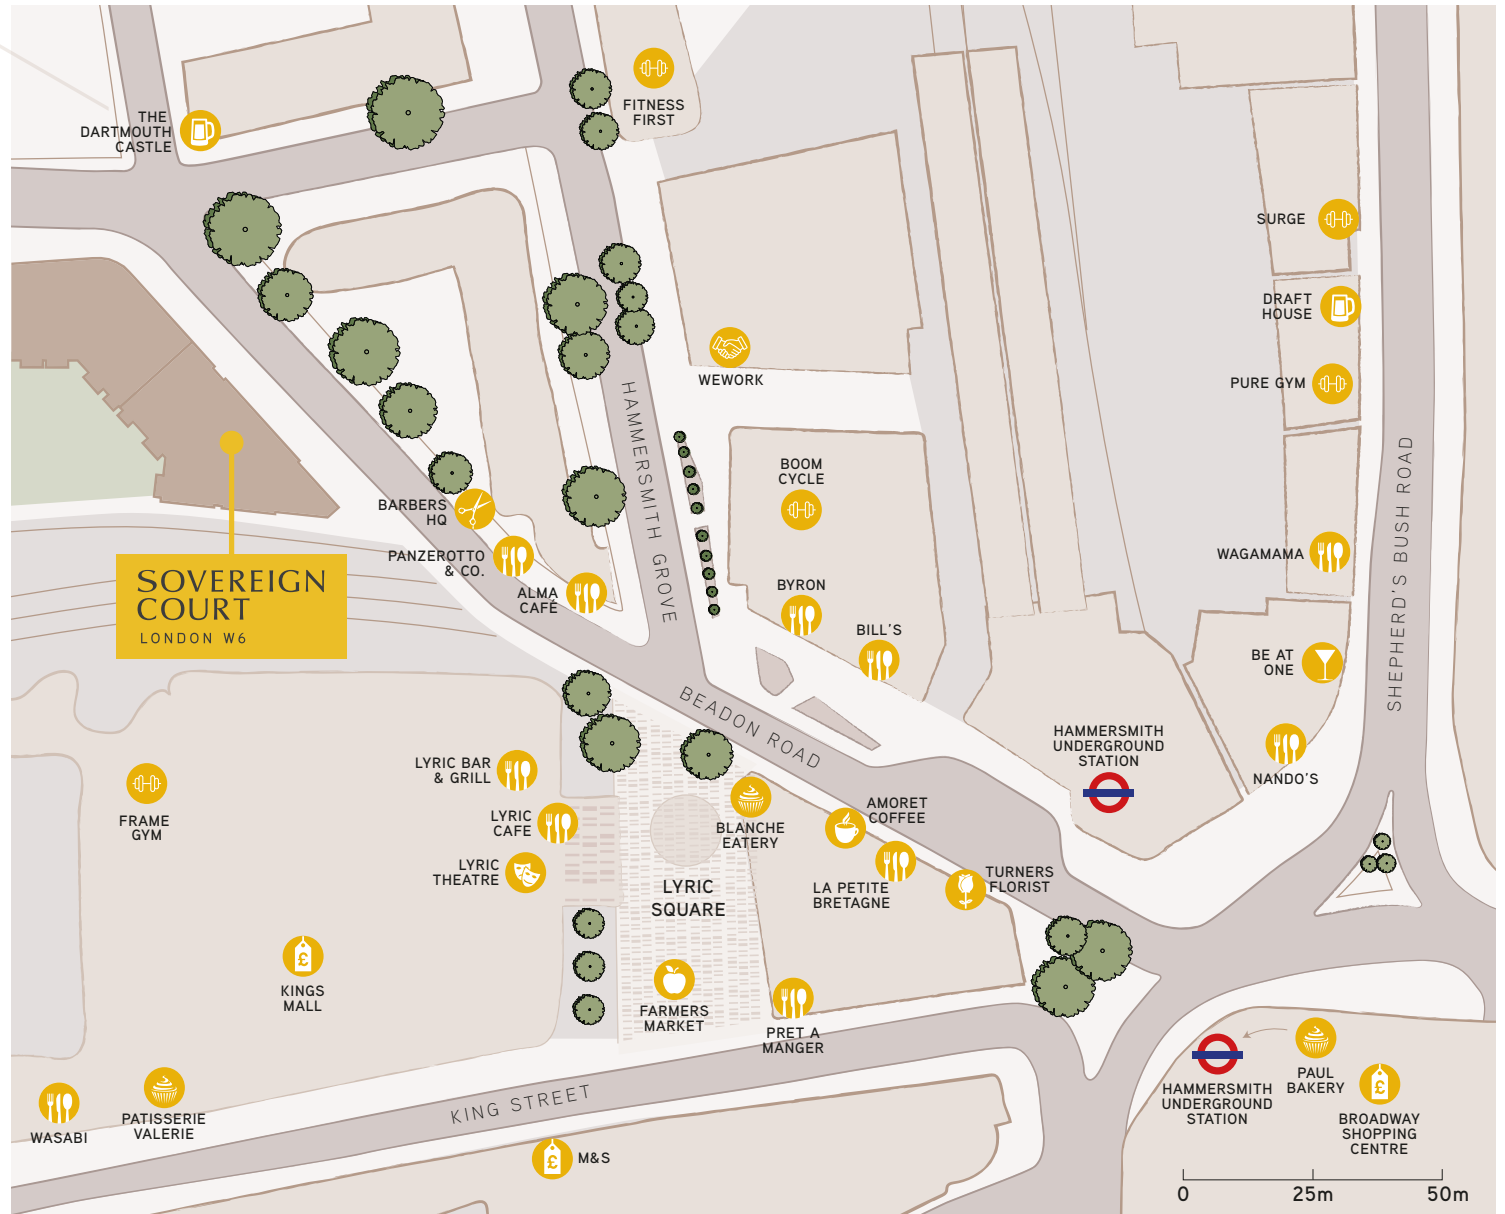 FITNESS
FIRST
THE
DARTMOUTH
CASTLE
SURGE
DRAFT
HOUSE
PURE GYM
WEWORK
HAMMERSMITH GROVE
SHEPHERD'S BUSH ROAD
BOOM
CYCLE
BARBERS
HQ
PANZEROTTO
& CO.
ALMA
CAFÉ
WAGAMAMA
SOVEREIGN
COURT
LONDON W6
BYRON
BILL'S
BE AT
ONE
BEADON ROAD
HAMMERSMITH
UNDERGROUND
STATION
NANDO'S
LYRIC BAR
& GRILL
FRAME
GYM
LYRIC
CAFE
BLANCHE
EATERY
AMORET
COFFEE
LYRIC
THEATRE
LYRIC
SQUARE
LA PETITE
BRETAGNE
TURNERS
FLORIST
£
KINGS
MALL
FARMERS
MARKET
PRET A
MANGER
WASABI
PATISSERIE
VALERIE
KING STREET
£
M&S
HAMMERSMITH
UNDERGROUND
STATION
PAUL
BAKERY
£
BROADWAY
SHOPPING
CENTRE
0 25m 50m